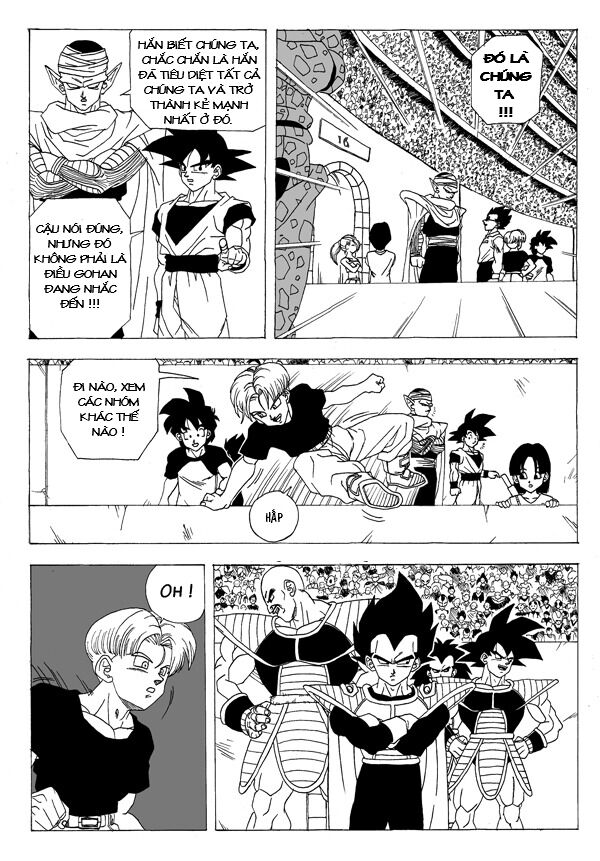 HẮN BIẾT CHÚNG TA,
CHẮC CHẮN LÀ HẮN
ĐÃ TIÊU DIỆT TẤT CẢ
CHÚNG TA VÀ TRỞ
THÀNH KẺ MẠNH
NHẤT Ở ĐÓ.
CẬU NÓI ĐÚNG,
NHƯNG ĐÓ
KHÔNG PHẢI LÀ
ĐIỀU GOHAN
ĐANG NHẮC
ĐẾN !!!
ĐÓ LÀ
CHÚNG
TA
!!!
16
ĐI NÀO, XEM
CÁC NHÓM
KHÁC THẾ
NÀO !
HẤP
OH !